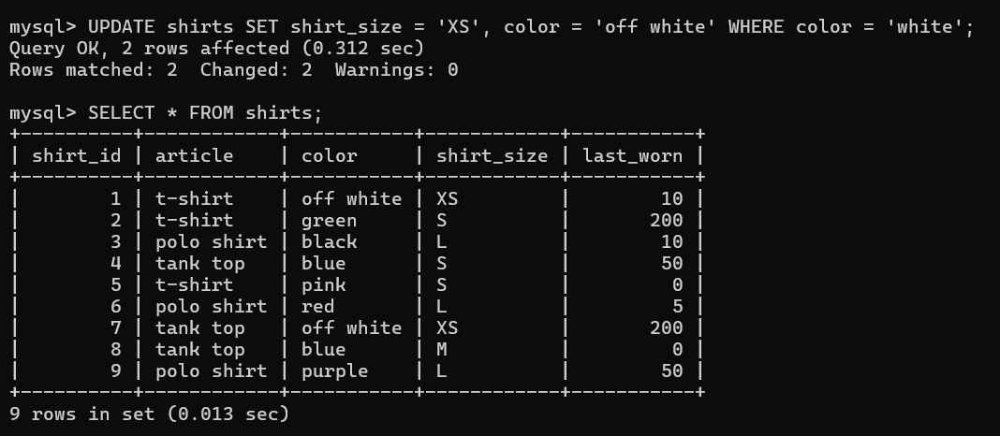 mysql> UPDATE shirts SET shirt_size = 'XS', color = 'off white' WHERE color = 'white';
Query OK, 2 rows affected (0.312 sec)
Rows matched: 2  Changed: 2  Warnings: 0

mysql> SELECT * FROM shirts;
+----------+------------+-----------+------------+-----------+
| shirt_id | article    | color     | shirt_size | last_worn |
+----------+------------+-----------+------------+-----------+
|        1 | t-shirt    | off white | XS         |        10 |
|        2 | t-shirt    | green     | S          |       200 |
|        3 | polo shirt | black     | L          |        10 |
|        4 | tank top   | blue      | S          |        50 |
|        5 | t-shirt    | pink      | S          |         0 |
|        6 | polo shirt | red       | L          |         5 |
|        7 | tank top   | off white | XS         |       200 |
|        8 | tank top   | blue      | M          |         0 |
|        9 | polo shirt | purple    | L          |        50 |
+----------+------------+-----------+------------+-----------+
9 rows in set (0.013 sec)